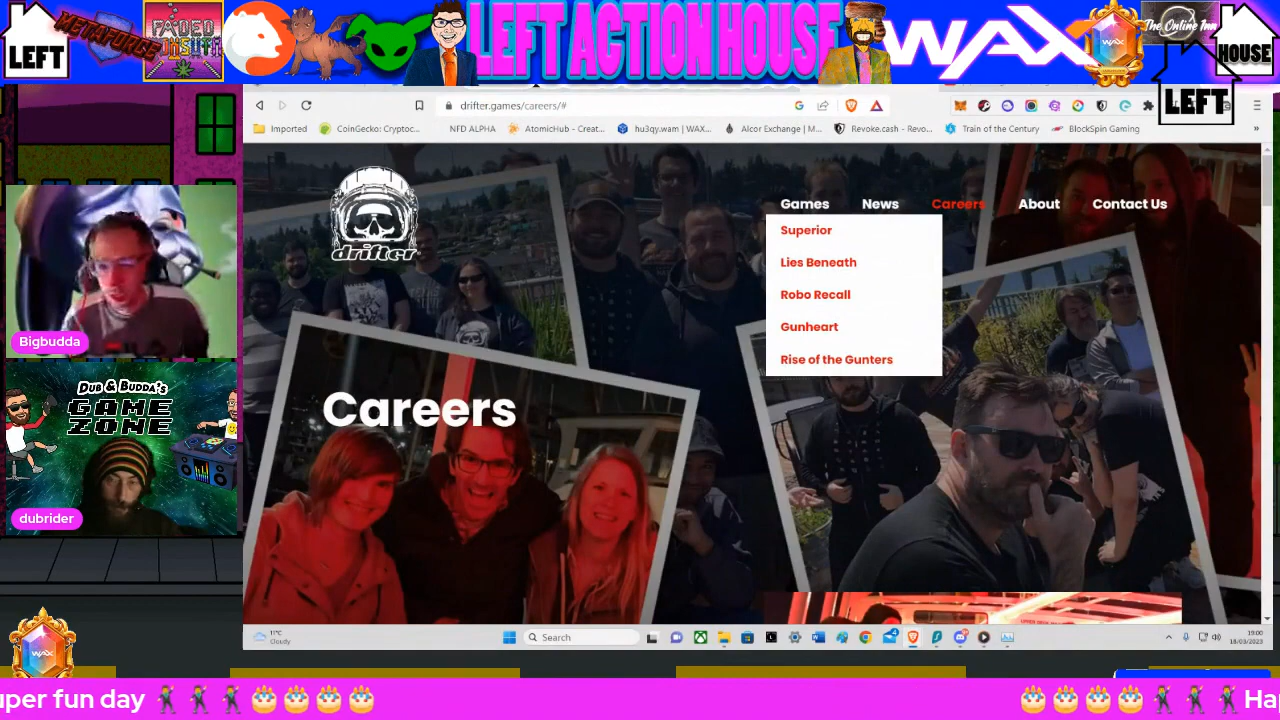 LEFT
METAFORCE
FADED
LEFT ACTION HOUSE
WAX
WAX
The Online Inn
HOUSE
LEFT
drifter.games/careers/#
Imported
CoinGecko: Cryptoc...
NFD ALPHA
AtomicHub - Creat...
hu3qy.wam | WAX...
Alcor Exchange | M...
Revoke.cash - Revo...
Train of the Century
BlockSpin Gaming
»
drifter
Games
News
Careers
About
Contact Us
Superior
Lies Beneath
Robo Recall
Gunheart
Rise of the Gunters
Careers
Bigbudda
DUB & BUDDA'S
GAME
ZONE
dubrider
11°C
Cloudy
Search
19:00
18/03/2023
WAX
uper fun day
Ha